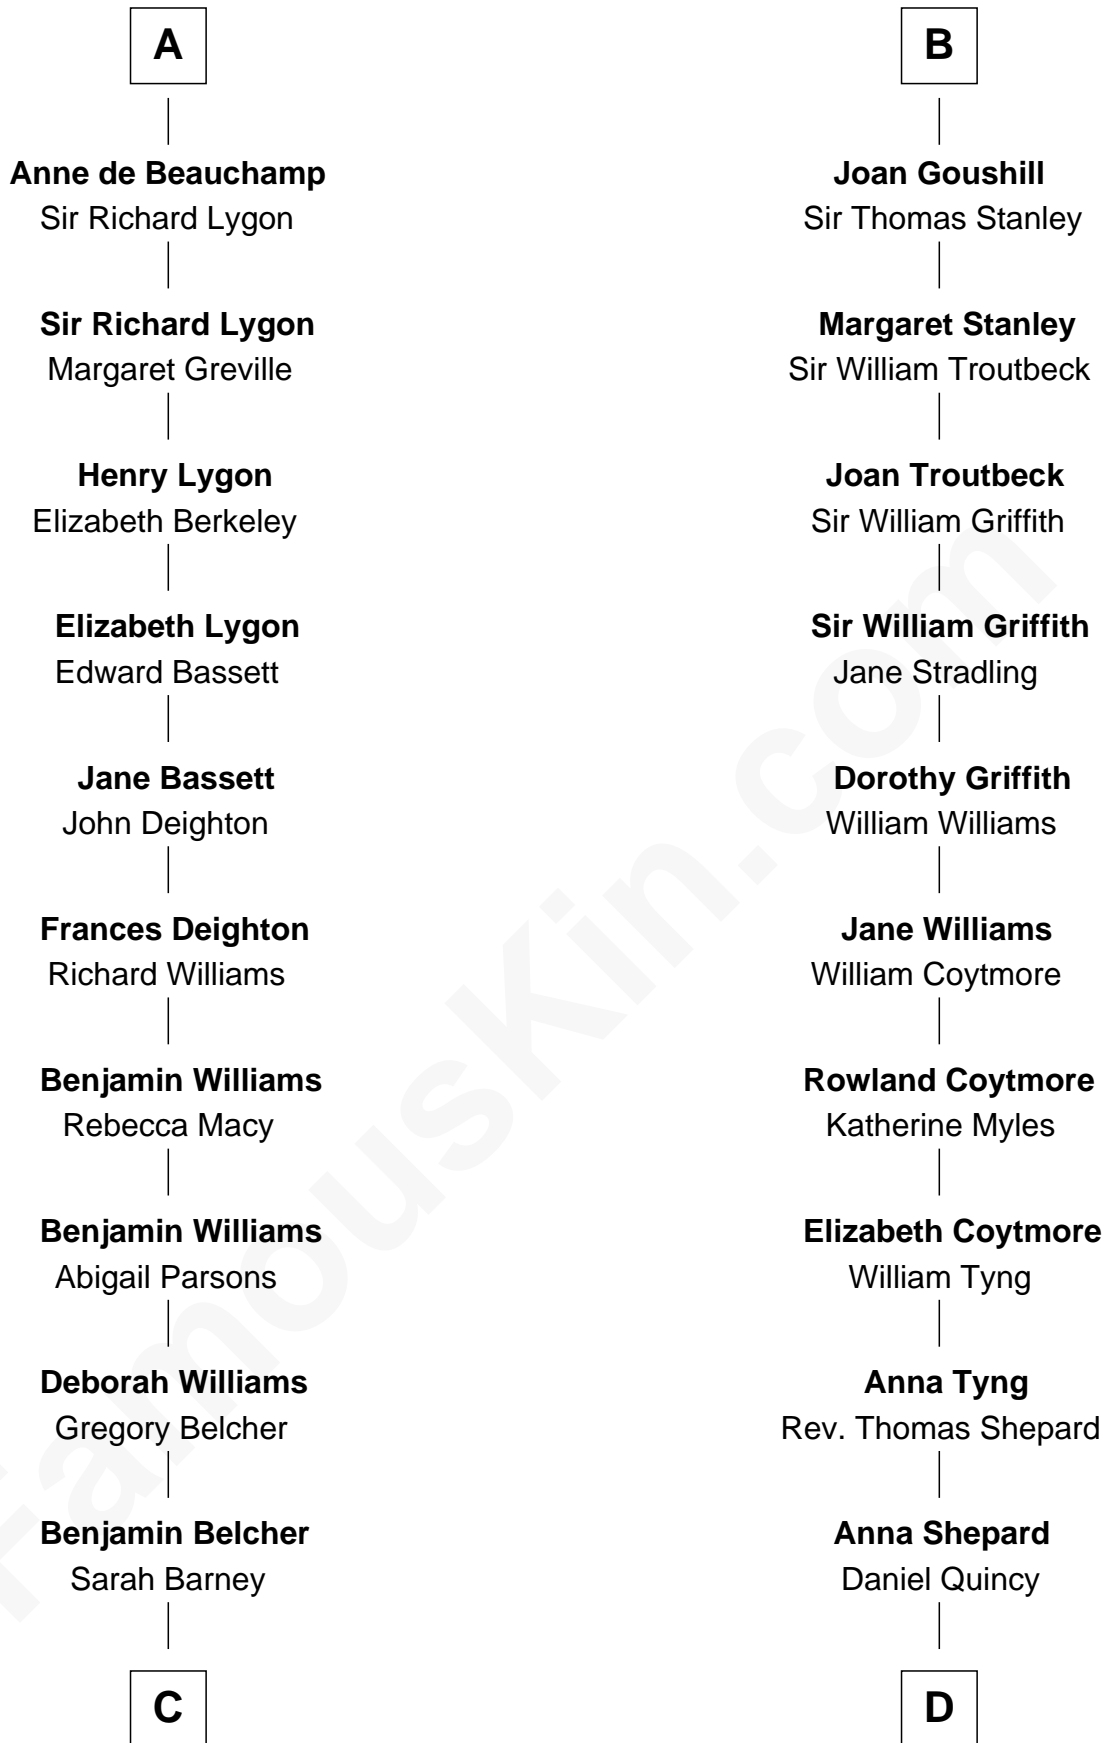 A
Anne de Beauchamp
Sir Richard Lygon
Sir Richard Lygon
Margaret Greville
Henry Lygon
Elizabeth Berkeley
Elizabeth Lygon
Edward Bassett
Jane Bassett
John Deighton
Frances Deighton
Richard Williams
Benjamin Williams
Rebecca Macy
Benjamin Williams
Abigail Parsons
Deborah Williams
Gregory Belcher
Benjamin Belcher
Sarah Barney
C
B
Joan Goushill
Sir Thomas Stanley
Margaret Stanley
Sir William Troutbeck
Joan Troutbeck
Sir William Griffith
Sir William Griffith
Jane Stradling
Dorothy Griffith
William Williams
Jane Williams
William Coytmore
Rowland Coytmore
Katherine Myles
Elizabeth Coytmore
William Tyng
Anna Tyng
Rev. Thomas Shepard
Anna Shepard
Daniel Quincy
D
FamousKin.com